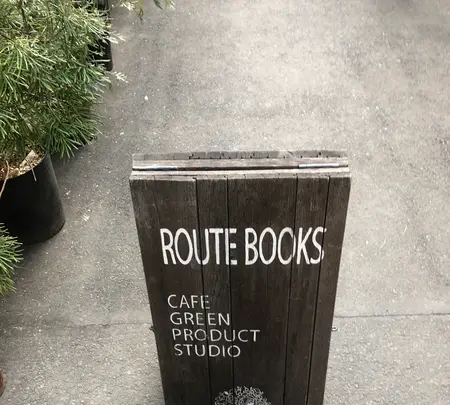 ROUTE BOOKS
CAFE
GREEN
PRODUCT
STUDIO